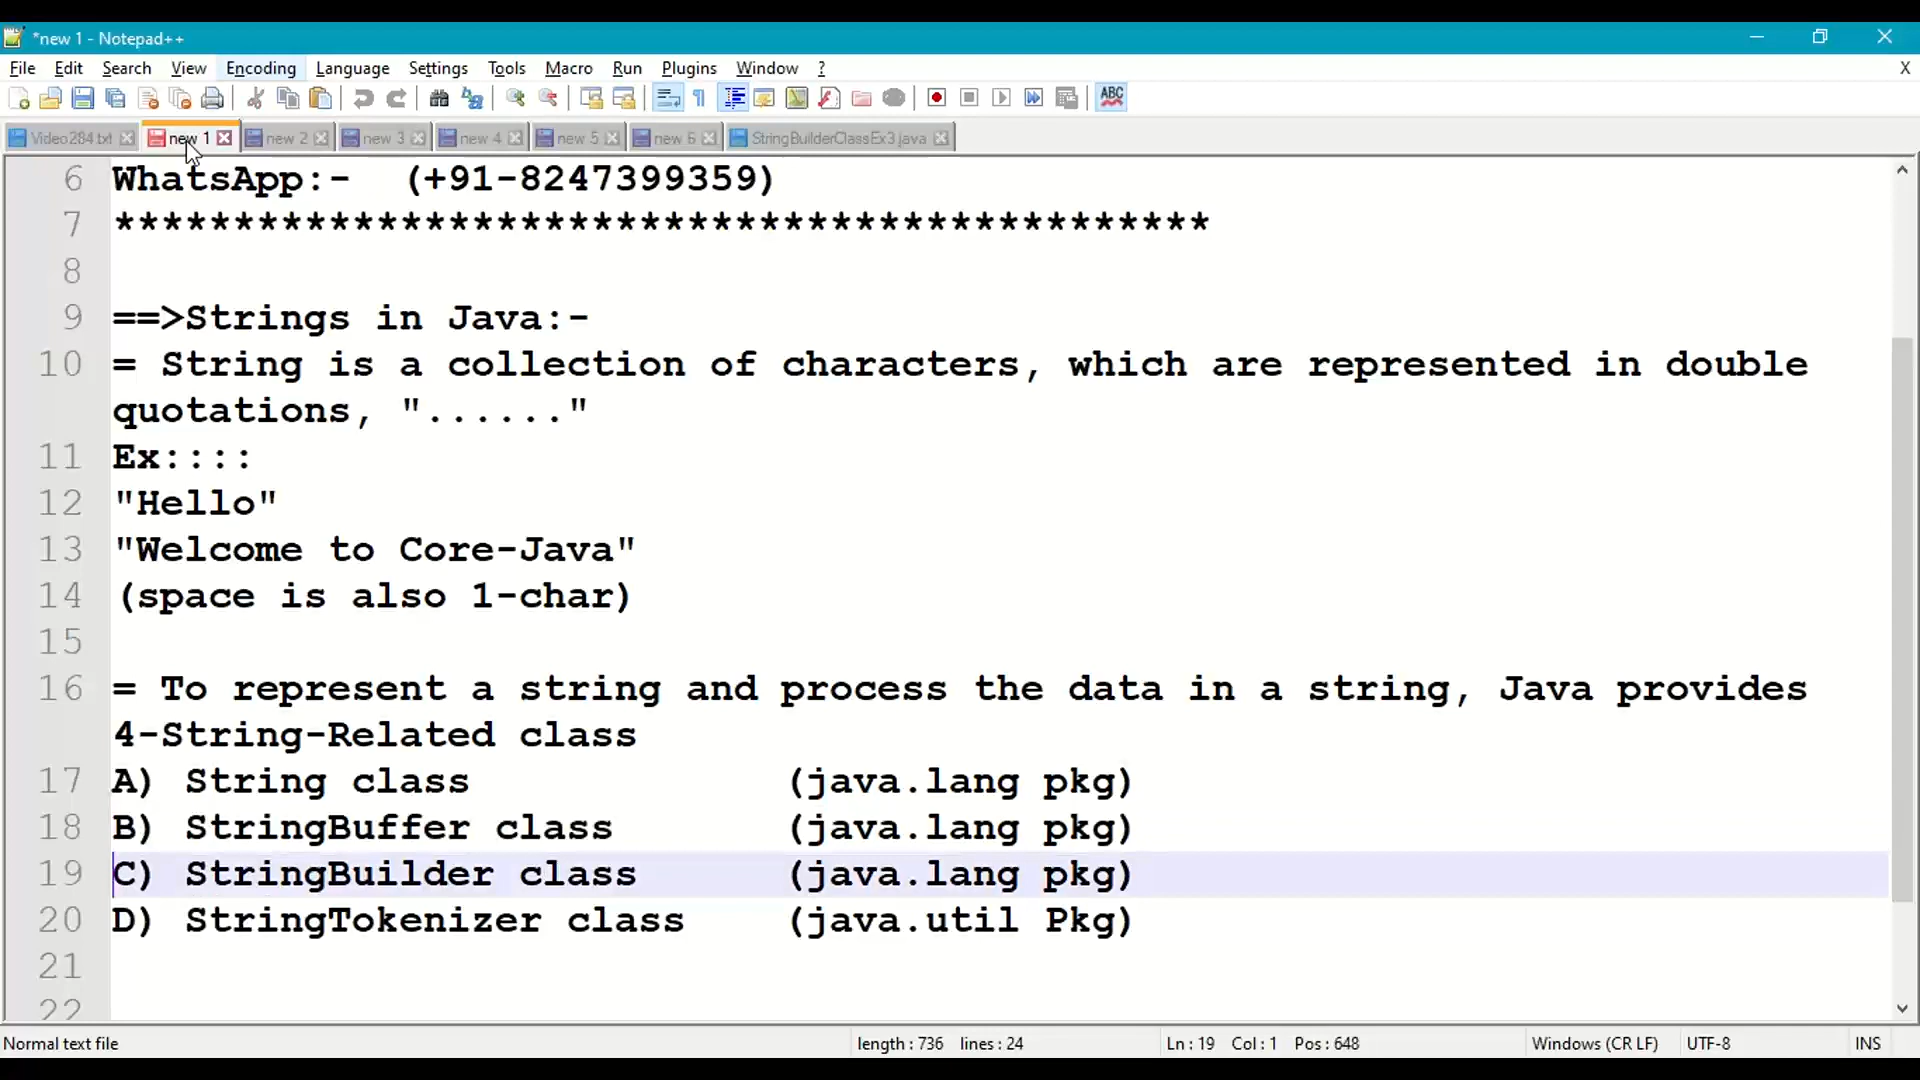 *new 1 - Notepad++
File Edit Search View Encoding Language Settings Tools Macro Run Plugins Window ? X
ABC
Video284.txt new 1 new 2 new 3 new 4 new 5 new 6 StringBuilderClassEx3.java
6 WhatsApp:- (+91-8247399359)
7 **********************************************
8
9 ==>Strings in Java:-
10 = String is a collection of characters, which are represented in double
quotations, "......"
11 Ex::::
12 "Hello"
13 "Welcome to Core-Java"
14 (space is also 1-char)
15
16 = To represent a string and process the data in a string, Java provides
4-String-Related class
17 A) String class (java.lang pkg)
18 B) StringBuffer class (java.lang pkg)
19 C) StringBuilder class (java.lang pkg)
20 D) StringTokenizer class (java.util Pkg)
21
22
Normal text file length : 736 lines : 24 Ln : 19 Col : 1 Pos : 648 Windows (CR LF) UTF-8 INS